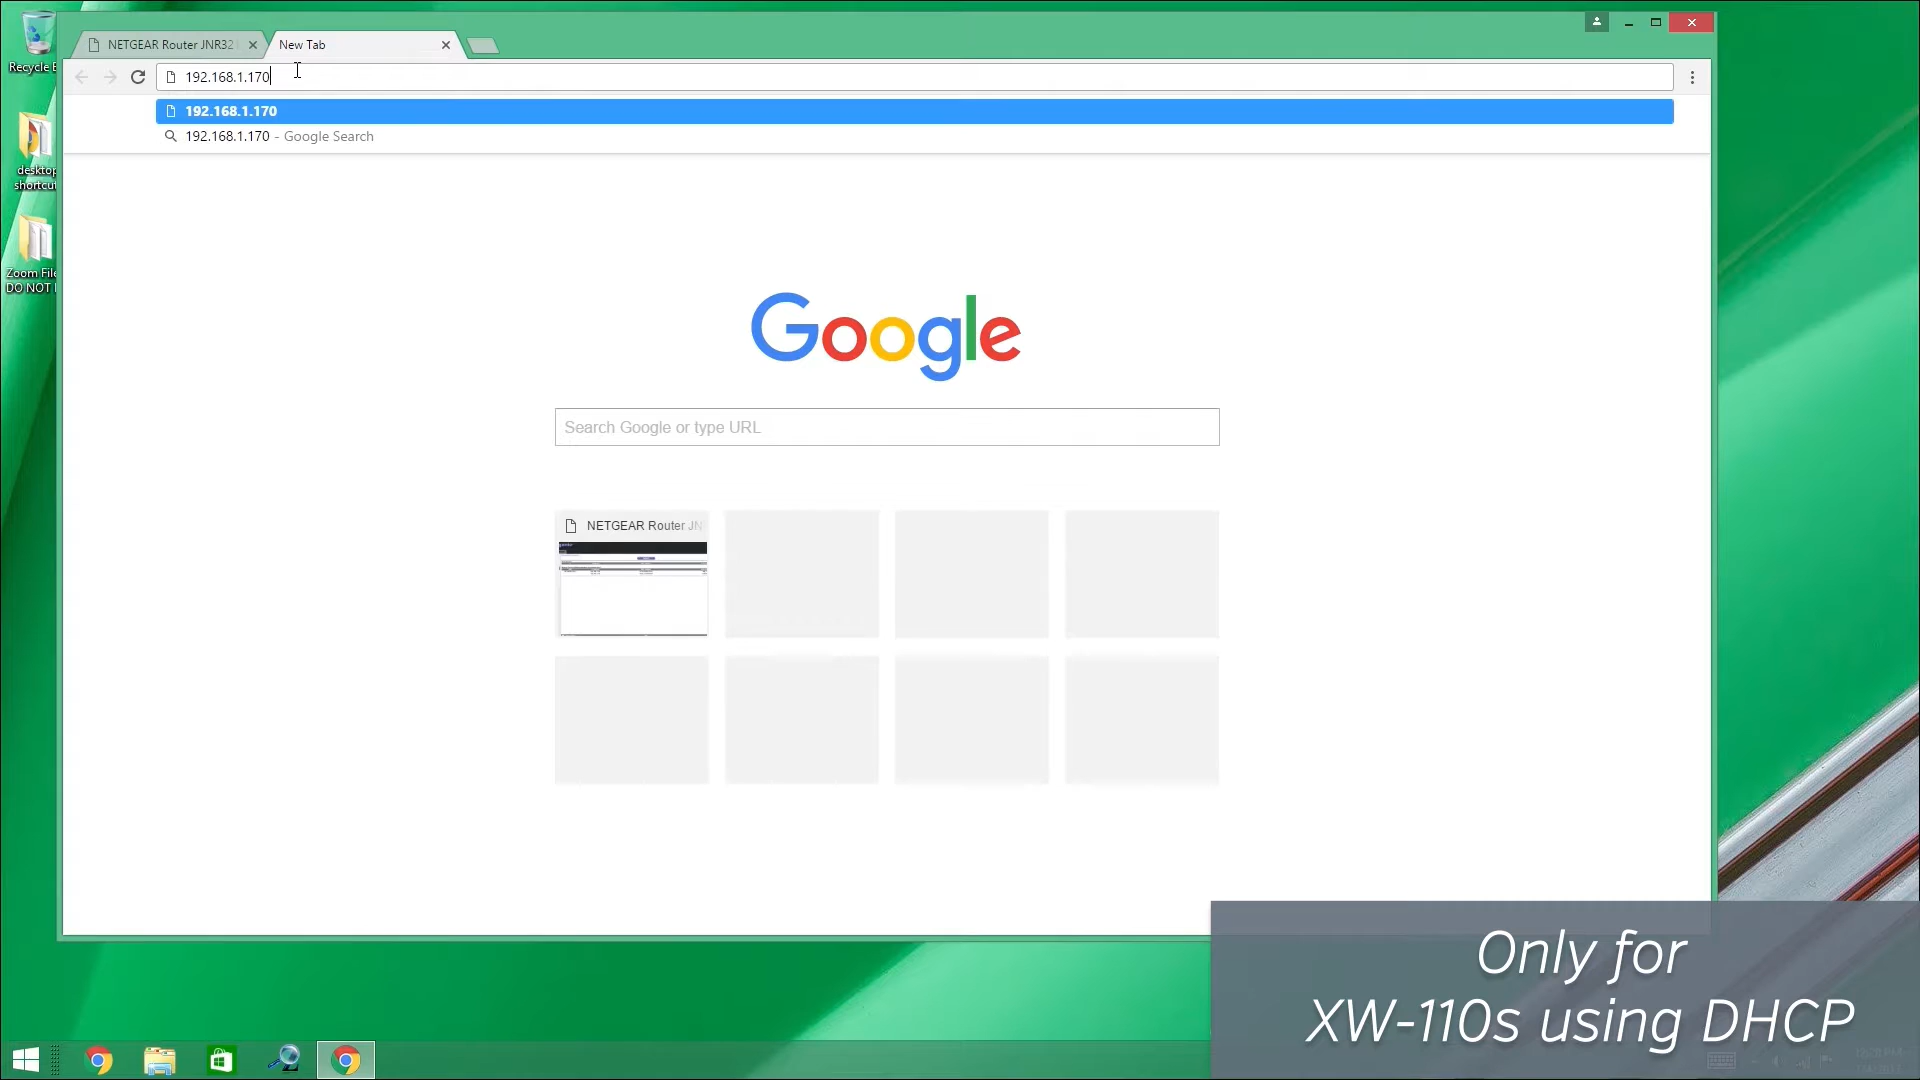 Recycle
NETGEAR Router JNR32
New Tab
192.168.1.170
192.168.1.170
192.168.1.170 - Google Search
desktop
shortcut
Zoom File
DO NOT
Google
Search Google or type URL
NETGEAR Router JN
Only for
XW-110s using DHCP